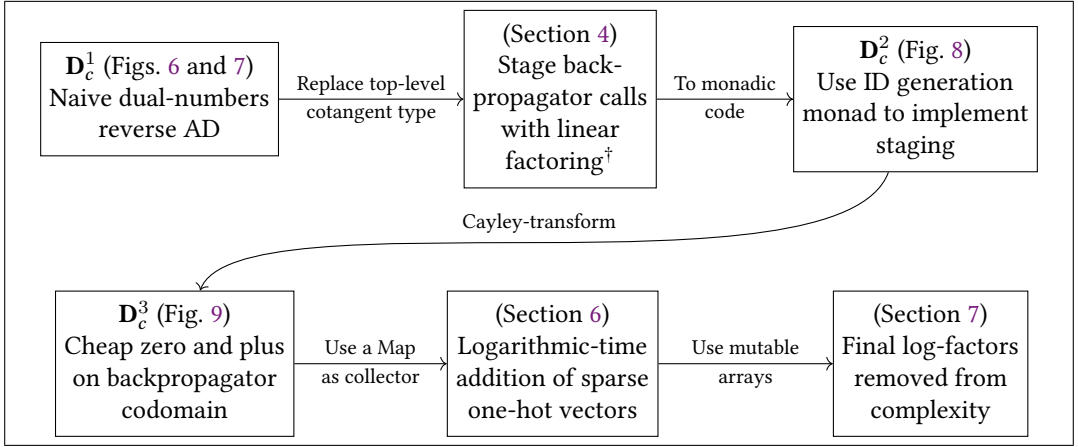 D¹c (Figs. 6 and 7)
Naive dual-numbers
reverse AD
Replace top-level
cotangent type
(Section 4)
Stage back-
propagator calls
with linear
factoring†
To monadic
code
D²c (Fig. 8)
Use ID generation
monad to implement
staging
Cayley-transform
D³c (Fig. 9)
Cheap zero and plus
on backpropagator
codomain
Use a Map
as collector
(Section 6)
Logarithmic-time
addition of sparse
one-hot vectors
Use mutable
arrays
(Section 7)
Final log-factors
removed from
complexity